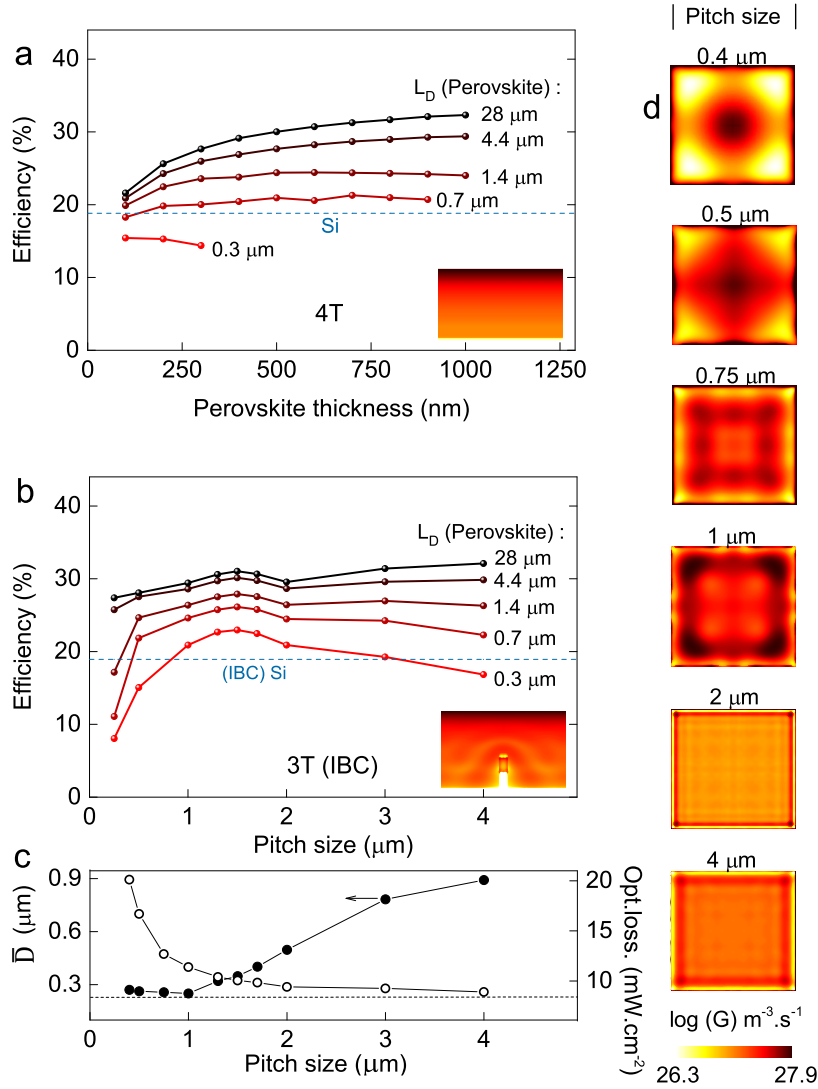 a
40
30
20
10
0
Efficiency (%)
L_D (Perovskite) :
28 μm
4.4 μm
1.4 μm
0.7 μm
Si
0.3 μm
4T
0 250 500 750 1000 1250
Perovskite thickness (nm)
b
40
30
20
10
0
Efficiency (%)
L_D (Perovskite) :
28 μm
4.4 μm
1.4 μm
0.7 μm
0.3 μm
(IBC) Si
3T (IBC)
0 1 2 3 4
Pitch size (μm)
c
0.9
0.6
0.3
D̅ (μm)
20
15
10
Opt.loss. (mW.cm⁻²)
0 1 2 3 4
Pitch size (μm)
Pitch size
d
0.4 μm
0.5 μm
0.75 μm
1 μm
2 μm
4 μm
log (G) m⁻³.s⁻¹
26.3 27.9